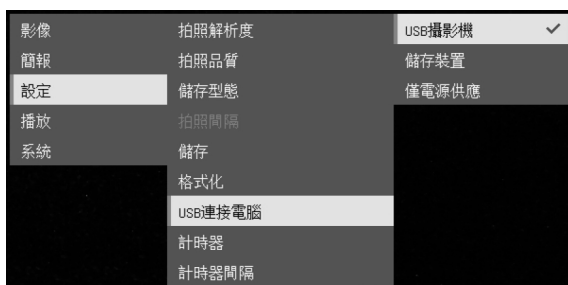 影像
簡報
設定
播放
系統
拍照解析度
拍照品質
儲存型態
拍照間隔
儲存
格式化
USB連接電腦
計時器
計時器間隔
USB攝影機 ✓
儲存裝置
僅電源供應